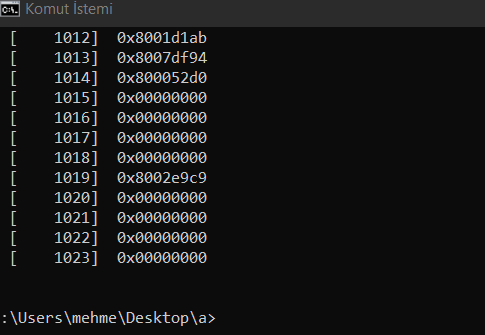 Komut İstemi
[    1012]  0x8001d1ab
[    1013]  0x8007df94
[    1014]  0x800052d0
[    1015]  0x00000000
[    1016]  0x00000000
[    1017]  0x00000000
[    1018]  0x00000000
[    1019]  0x8002e9c9
[    1020]  0x00000000
[    1021]  0x00000000
[    1022]  0x00000000
[    1023]  0x00000000
:\Users\mehme\Desktop\a>